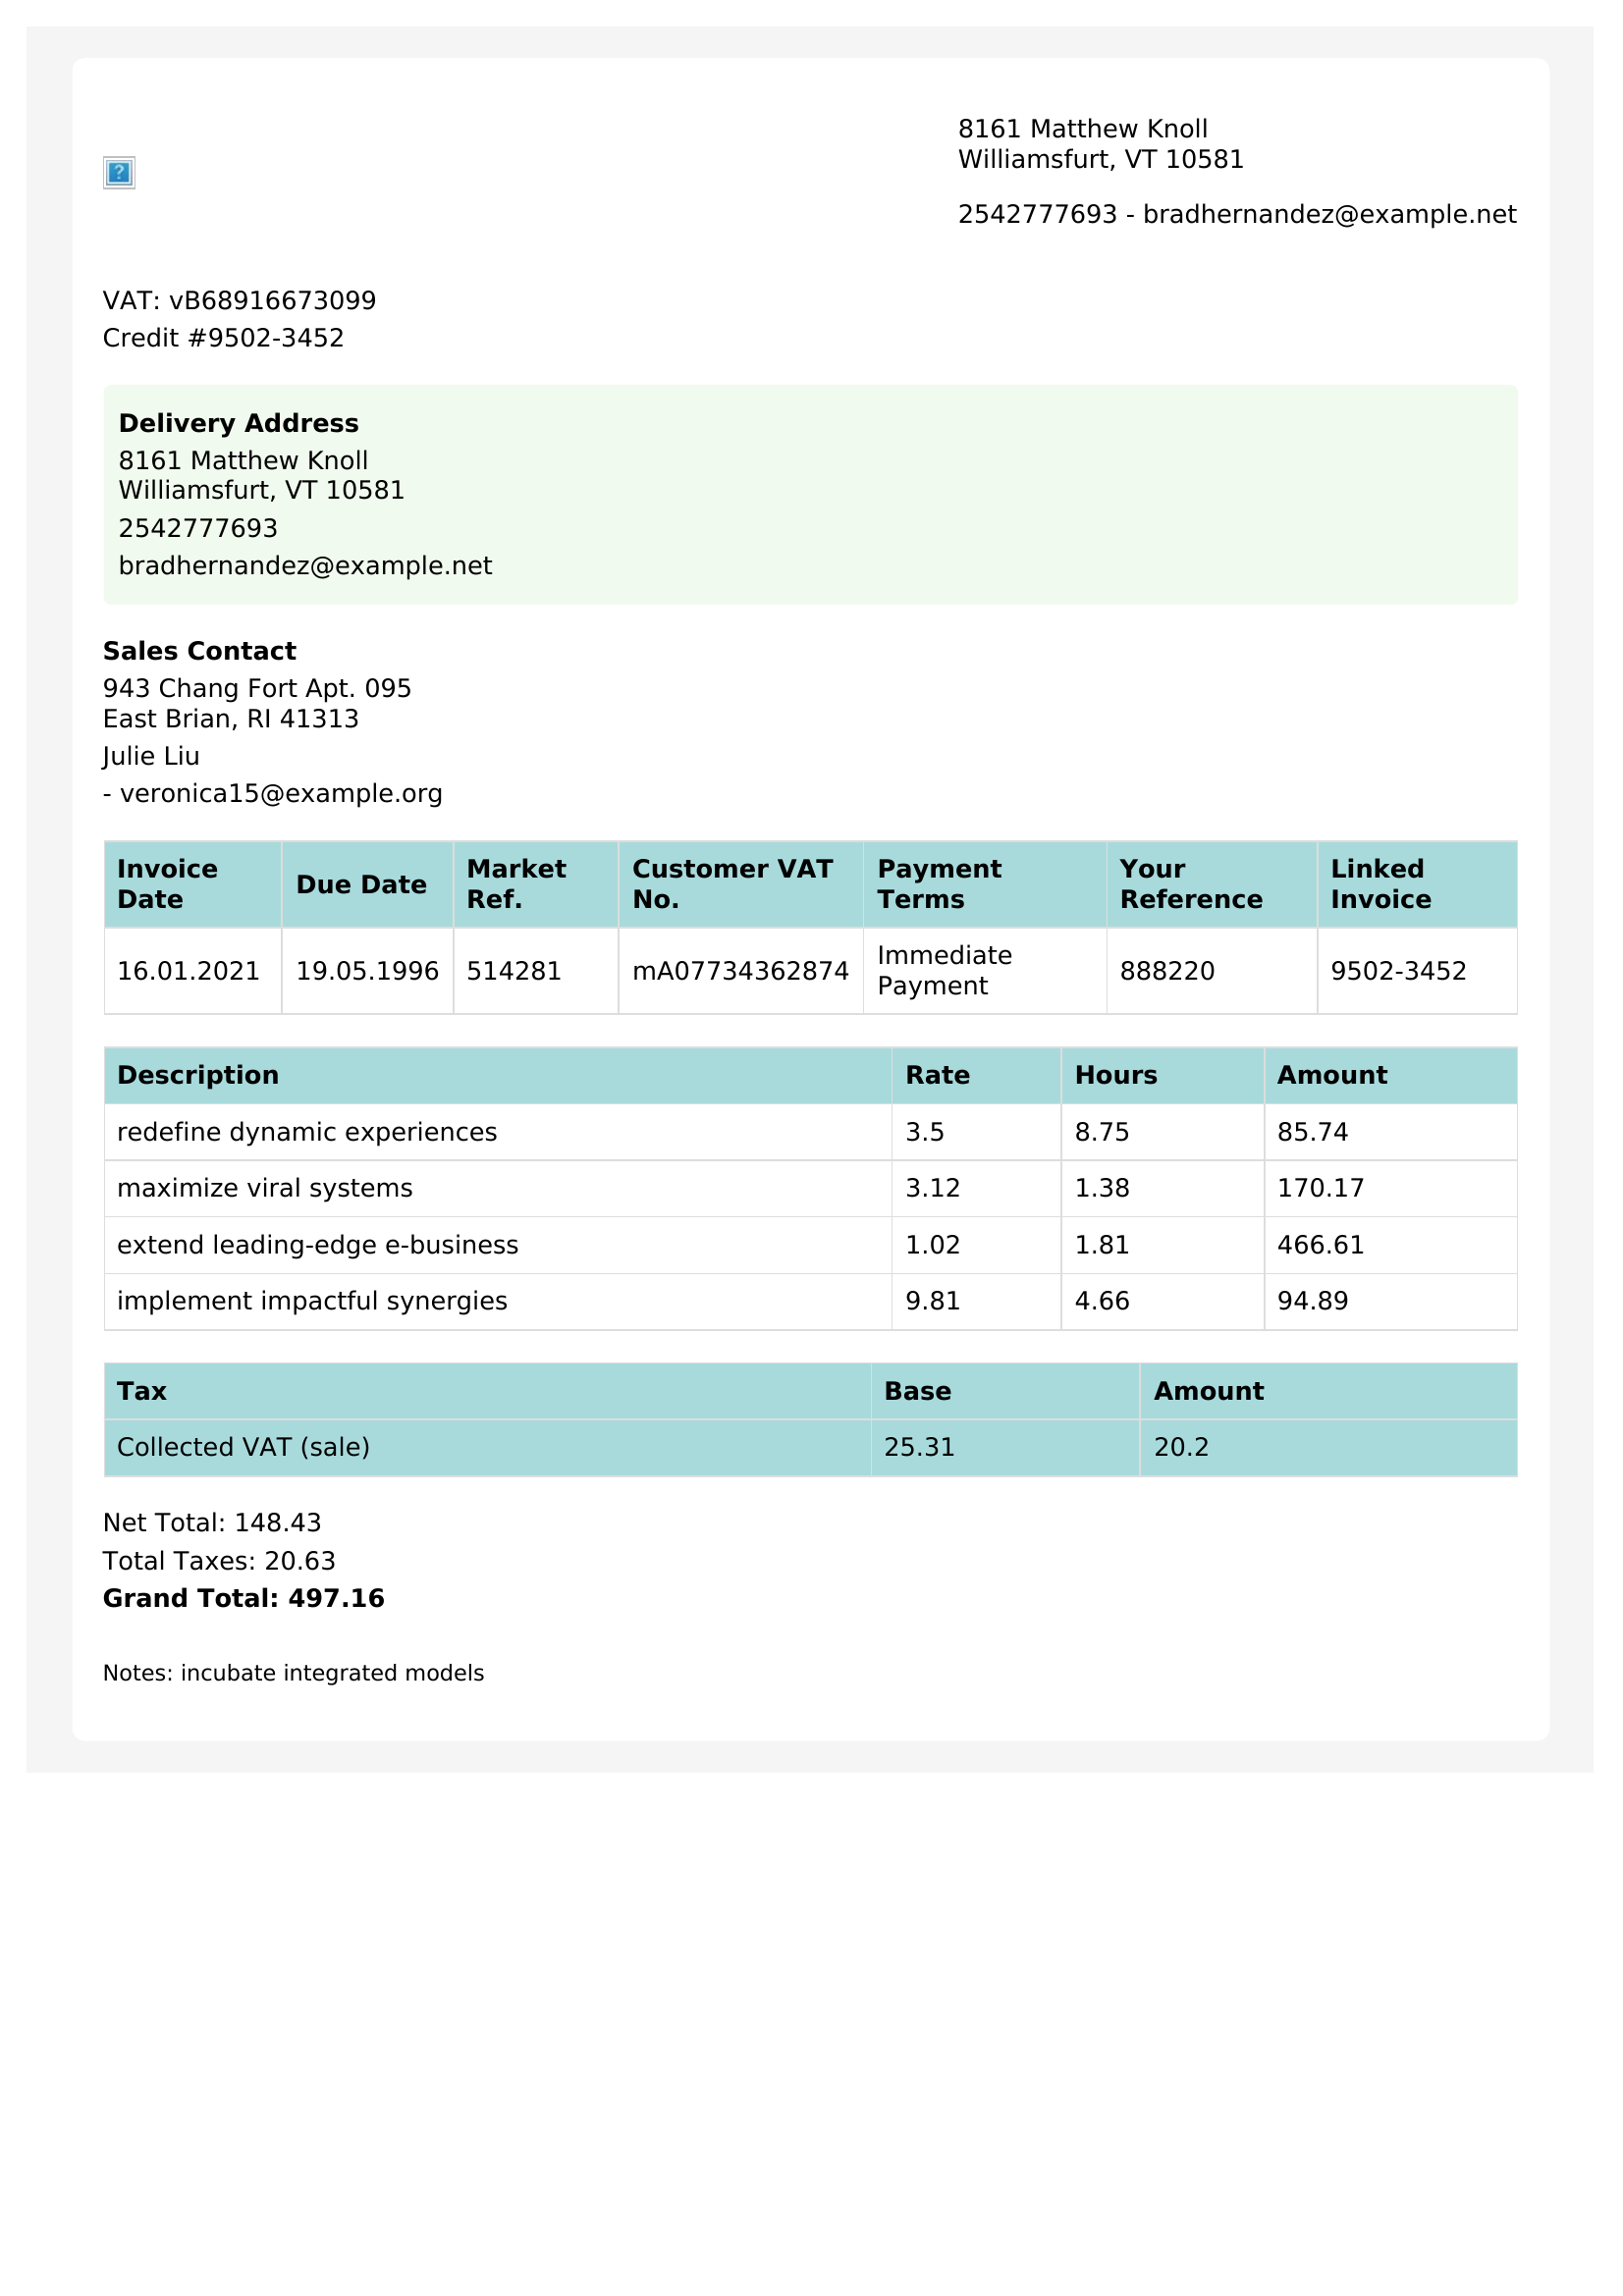 8161 Matthew Knoll
Williamsfurt, VT 10581
2542777693 - bradhernandez@example.net
VAT: vB68916673099
Credit #9502-3452
Delivery Address
8161 Matthew Knoll
Williamsfurt, VT 10581
2542777693
bradhernandez@example.net
Sales Contact
943 Chang Fort Apt. 095
East Brian, RI 41313
Julie Liu
- veronica15@example.org
Invoice Date Due Date Market Ref. Customer VAT No. Payment Terms Your Reference Linked Invoice
16.01.2021 19.05.1996 514281 mA07734362874 Immediate Payment 888220 9502-3452
Description Rate Hours Amount
redefine dynamic experiences 3.5 8.75 85.74
maximize viral systems 3.12 1.38 170.17
extend leading-edge e-business 1.02 1.81 466.61
implement impactful synergies 9.81 4.66 94.89
Tax Base Amount
Collected VAT (sale) 25.31 20.2
Net Total: 148.43
Total Taxes: 20.63
Grand Total: 497.16
Notes: incubate integrated models